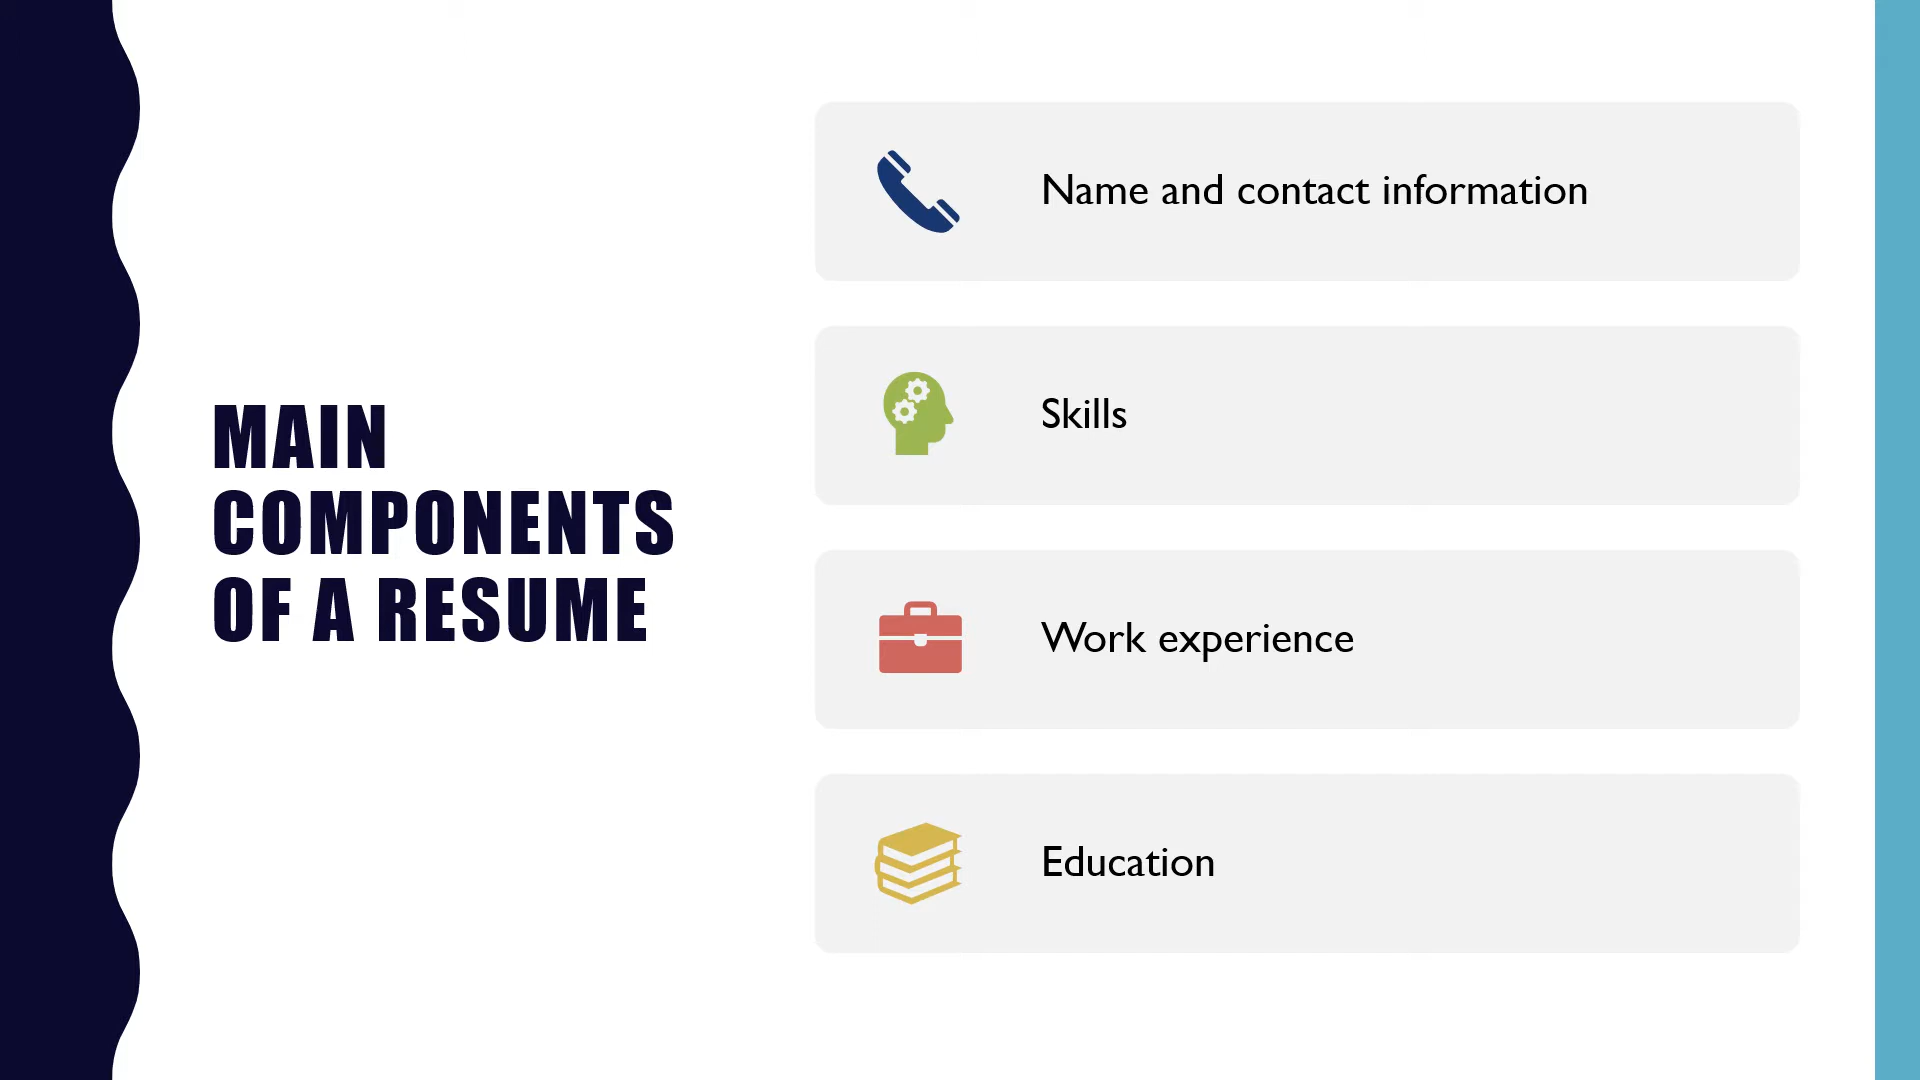 MAIN
COMPONENTS
OF A RESUME
Name and contact information
Skills
Work experience
Education